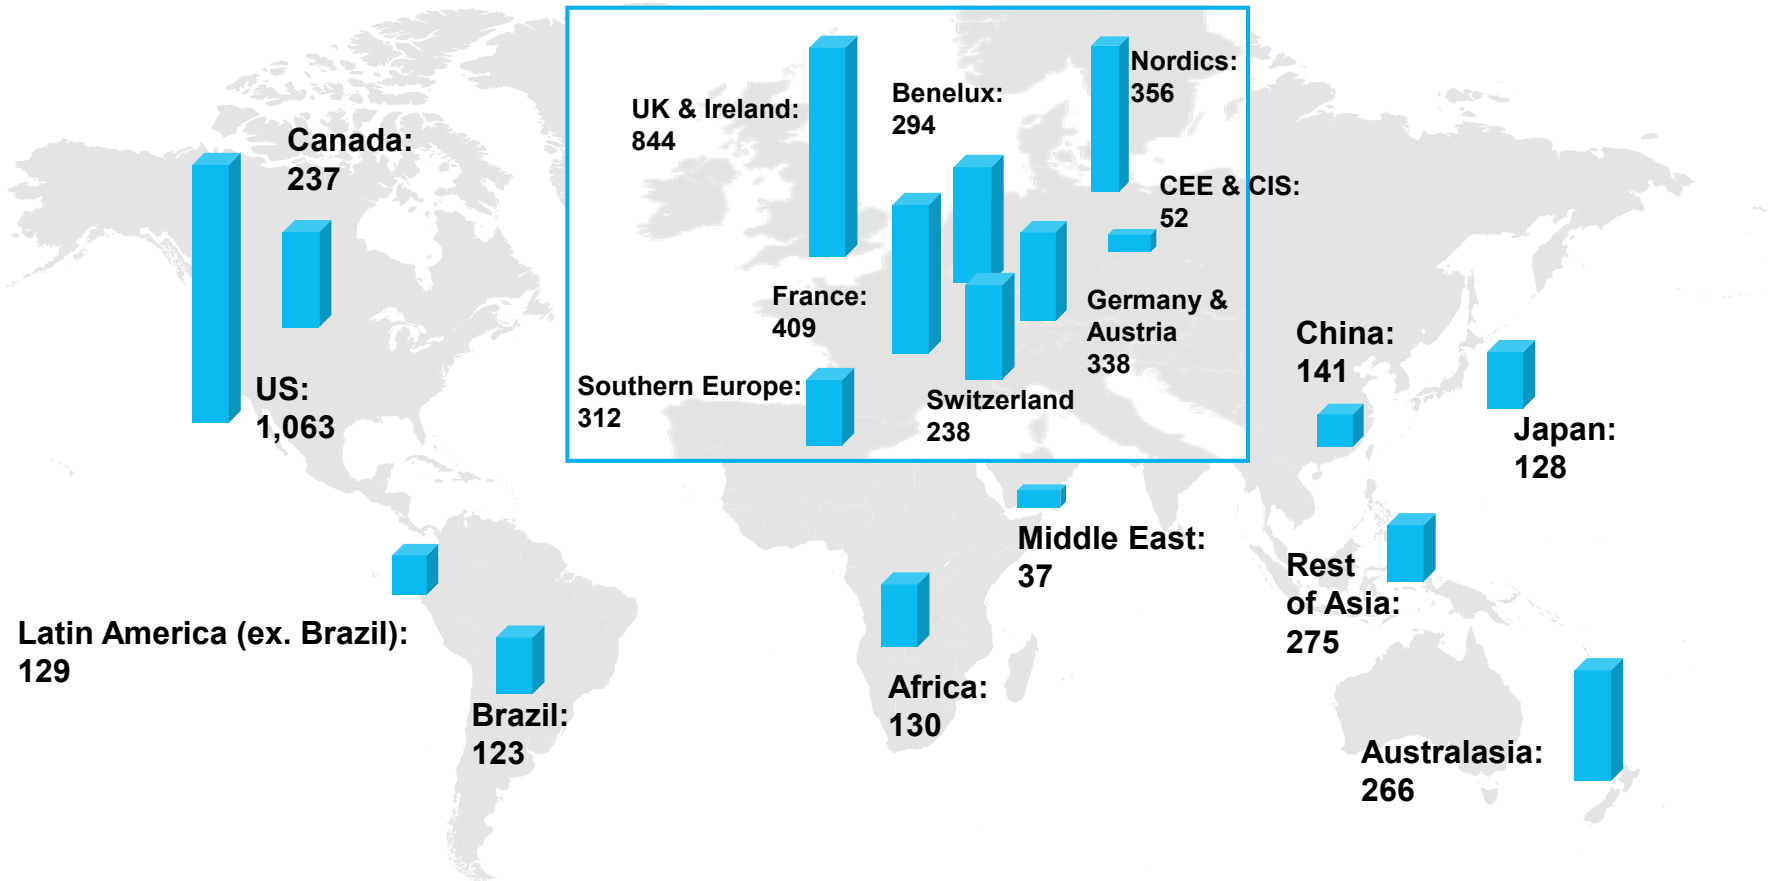 Nordics:
356
Benelux:
294
UK & Ireland:
844
Canada:
237
CEE & CIS:
52
France:
409
Germany &
Austria
338
China:
141
US:
1,063
Southern Europe:
312
Switzerland
238
Japan:
128
Middle East:
37
Rest
of Asia:
275
Latin America (ex. Brazil):
129
Africa:
130
Brazil:
123
Australasia:
266